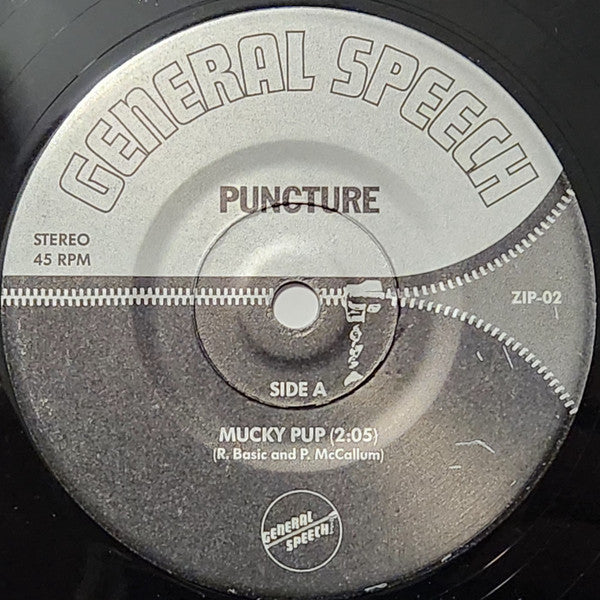 GENERAL SPEECH
PUNCTURE
STEREO
45 RPM
ZIP-02
SIDE A
MUCKY PUP (2:05)
(R. Basic and P. McCallum)
GENERAL
SPEECH